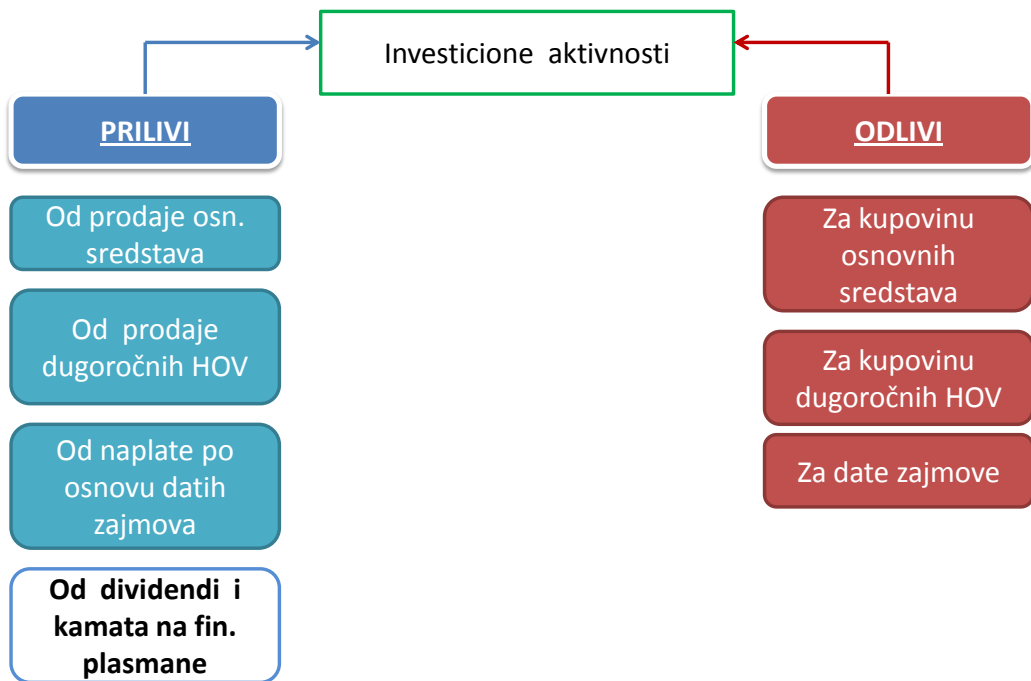 Investicione aktivnosti
PRILIVI
Od prodaje osn.
sredstava
Od prodaje
dugoročnih HOV
Od naplate po
osnovu datih
zajmova
Od dividendi i
kamata na fin.
plasmane
ODLIVI
Za kupovinu
osnovnih
sredstava
Za kupovinu
dugoročnih HOV
Za date zajmove